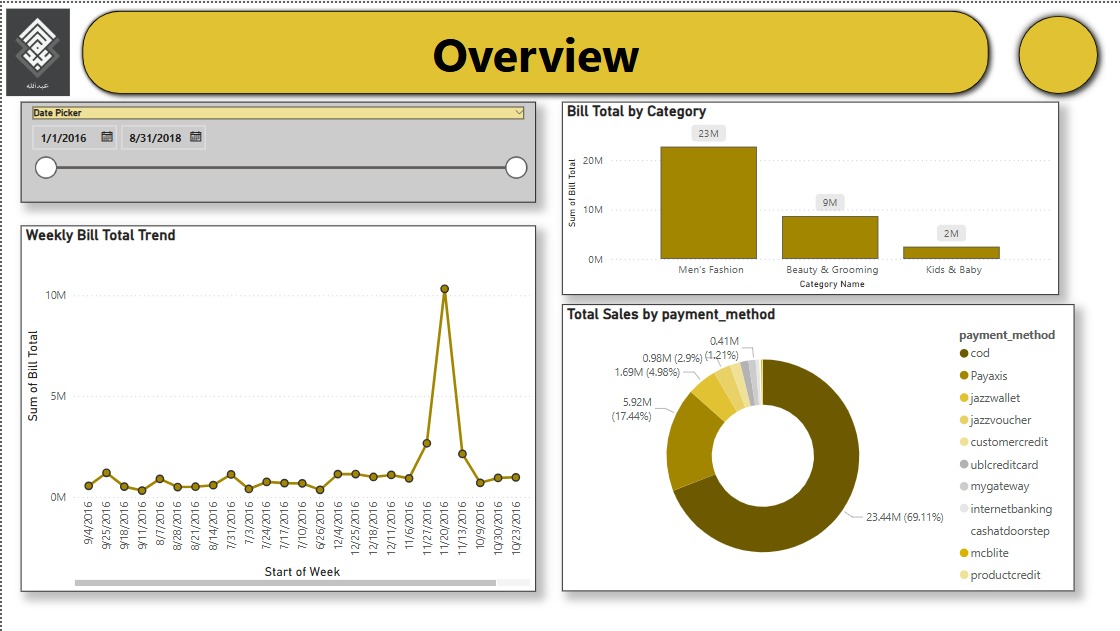 عبدالله
Overview
Date Picker
1/1/2016
8/31/2018
Bill Total by Category
Sum of Bill Total
20M
10M
0M
23M
9M
2M
Men's Fashion
Beauty & Grooming
Kids & Baby
Category Name
Weekly Bill Total Trend
Sum of Bill Total
10M
5M
0M
9/4/2016
9/25/2016
9/18/2016
9/11/2016
8/7/2016
8/28/2016
8/21/2016
8/14/2016
7/31/2016
7/3/2016
7/24/2016
7/17/2016
7/10/2016
6/26/2016
12/4/2016
12/25/2016
12/18/2016
12/11/2016
11/6/2016
11/27/2016
11/20/2016
11/13/2016
10/9/2016
10/30/2016
10/23/2016
Start of Week
Total Sales by payment_method
0.41M
(1.21%)
0.98M (2.9%)
1.69M (4.98%)
5.92M
(17.44%)
23.44M (69.11%)
payment_method
cod
Payaxis
jazzwallet
jazzvoucher
customercredit
ublcreditcard
mygateway
internetbanking
cashatdoorstep
mcblite
productcredit